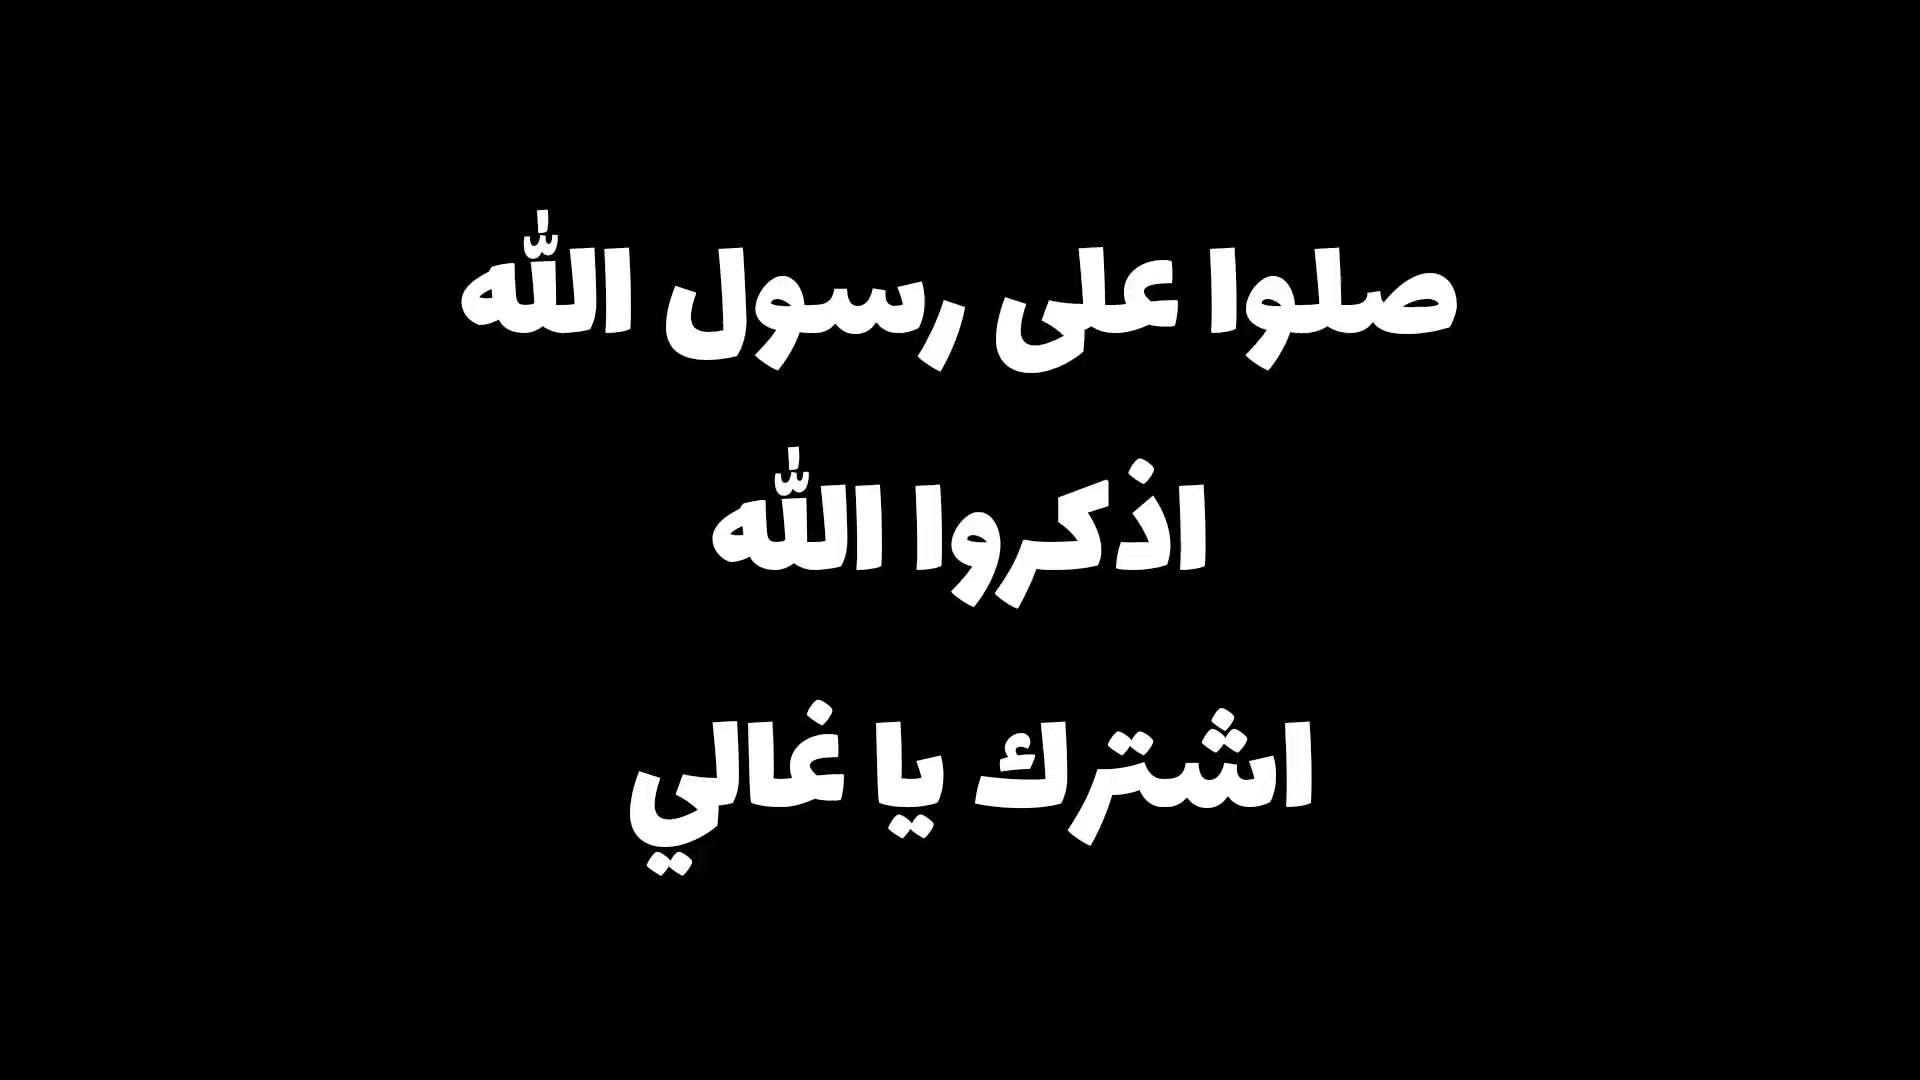 صلوا على رسول الله
اذكروا الله
اشترك يا غالي